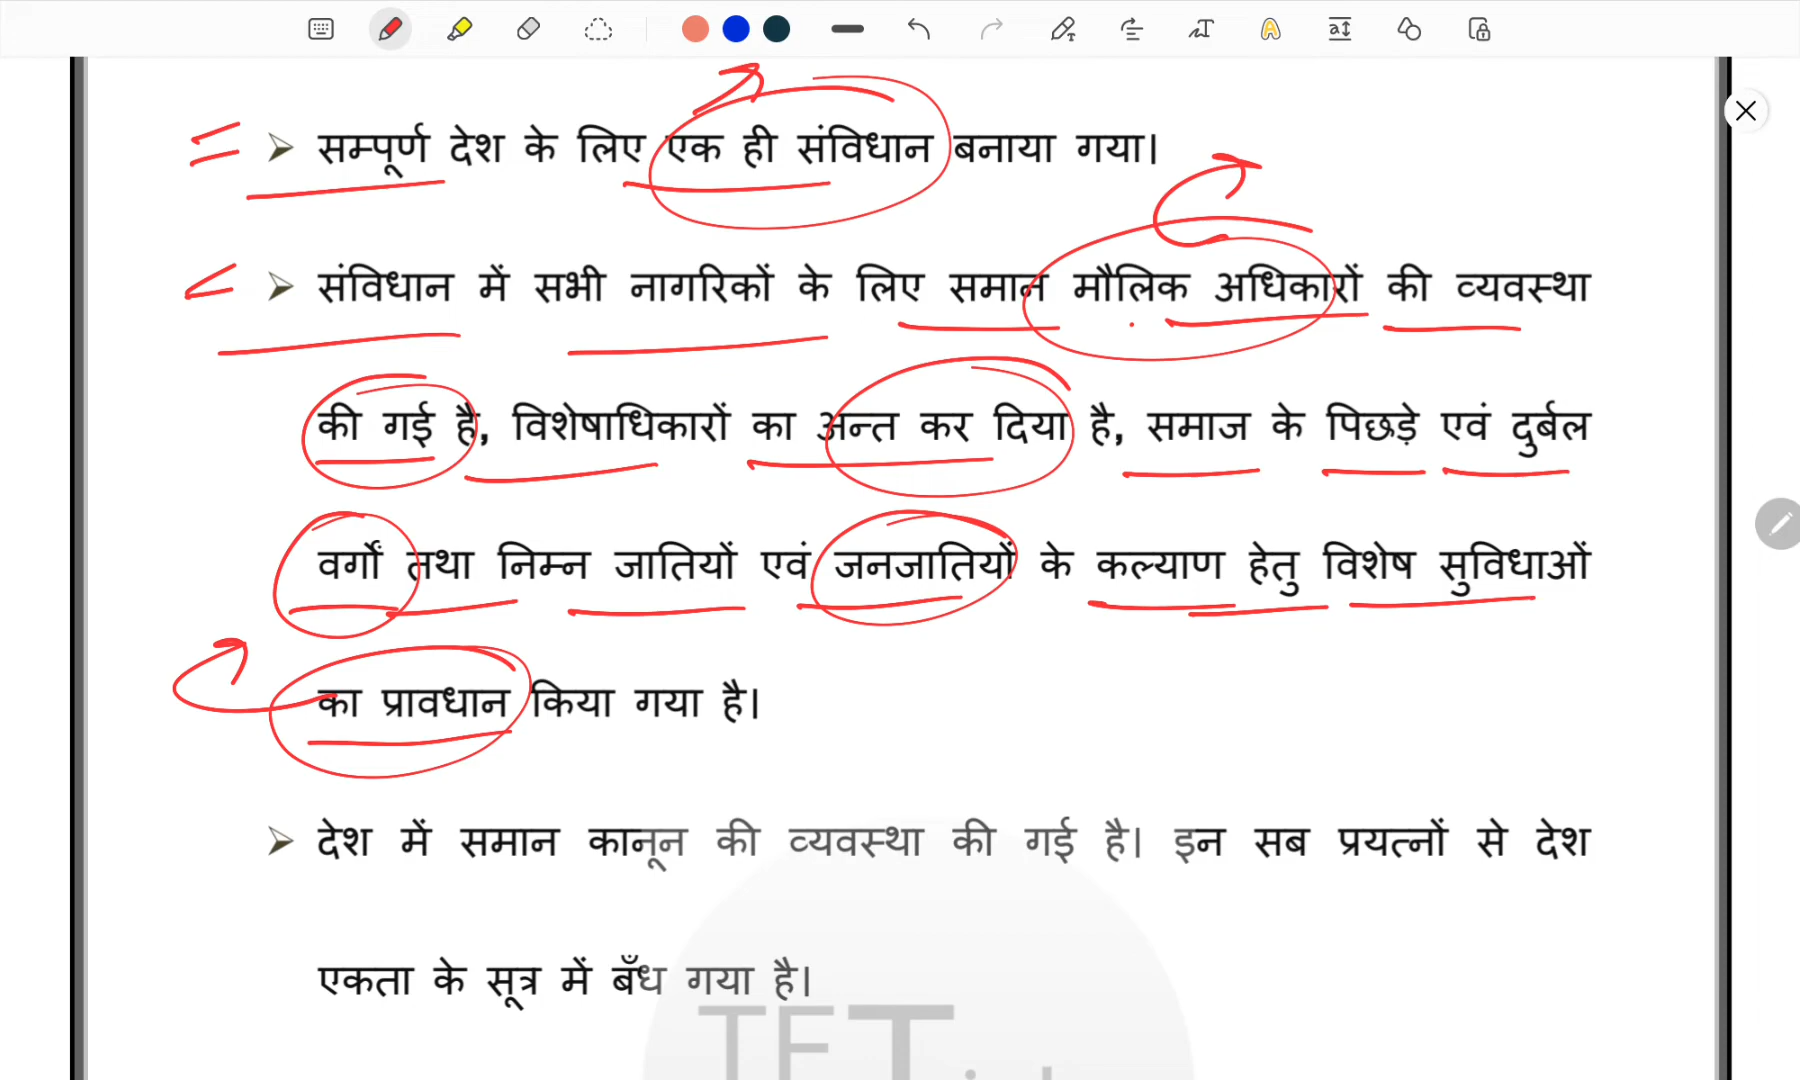 सम्पूर्ण देश के लिए एक ही संविधान बनाया गया।
संविधान में सभी नागरिकों के लिए समान मौलिक अधिकारों की व्यवस्था
की गई है, विशेषाधिकारों का अन्त कर दिया है, समाज के पिछड़े एवं दुर्बल
वर्गों तथा निम्न जातियों एवं जनजातियों के कल्याण हेतु विशेष सुविधाओं
का प्रावधान किया गया है।
देश में समान कानून की व्यवस्था की गई है। इन सब प्रयत्नों से देश
एकता के सूत्र में बँध गया है।
TET